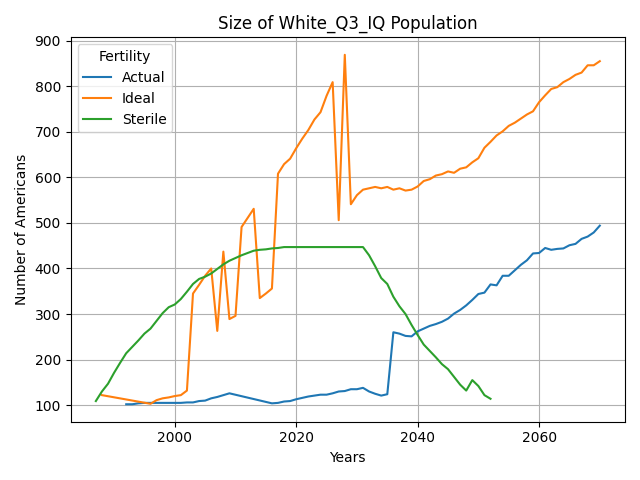 Size of White_Q3_IQ Population
Number of Americans
900
800
700
600
500
400
300
200
100
Fertility
Actual
Ideal
Sterile
2000
2020
2040
2060
Years